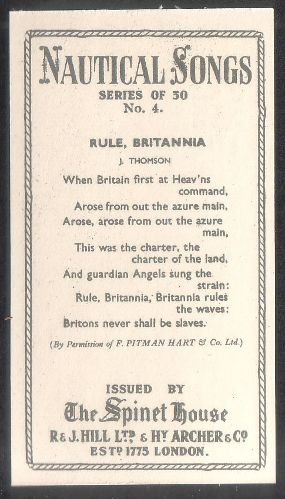 NAUTICAL SONGS
SERIES OF 50
No. 4.
RULE, BRITANNIA
J. THOMSON
When Britain first at Heav'ns
command,
Arose from out the azure main,
Arose, arose from out the azure
main,
This was the charter, the
charter of the land,
And guardian Angels sung the
strain:
Rule, Britannia, Britannia rules
the waves:
Britons never shall be slaves.
(By Permission of F. PITMAN HART & Co. Ltd.)
ISSUED BY
The Spinet House
R & J. HILL LTD & HY ARCHER & CO
ESTD 1775 LONDON.